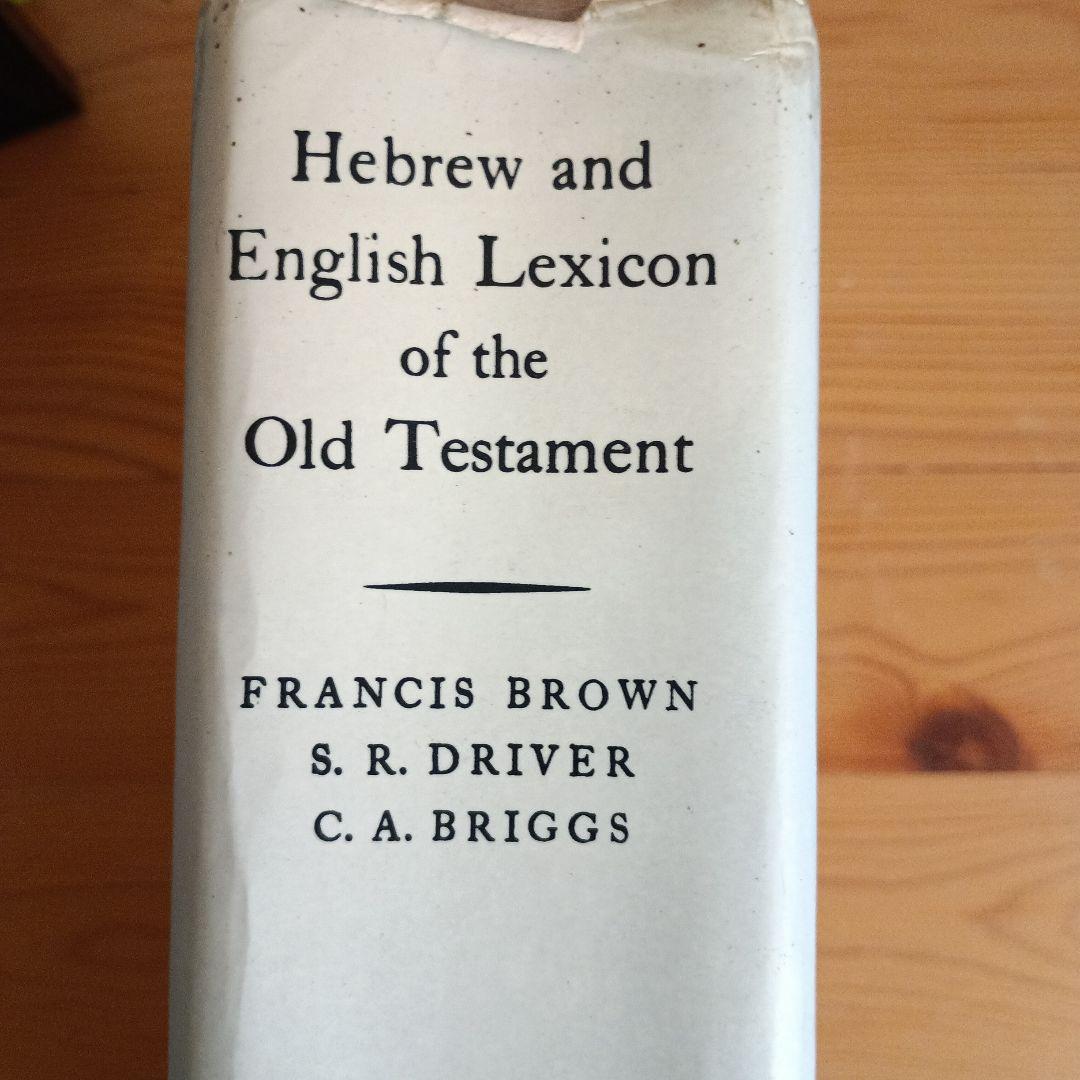 Hebrew and
English Lexicon
of the
Old Testament
FRANCIS BROWN
S. R. DRIVER
C. A. BRIGGS